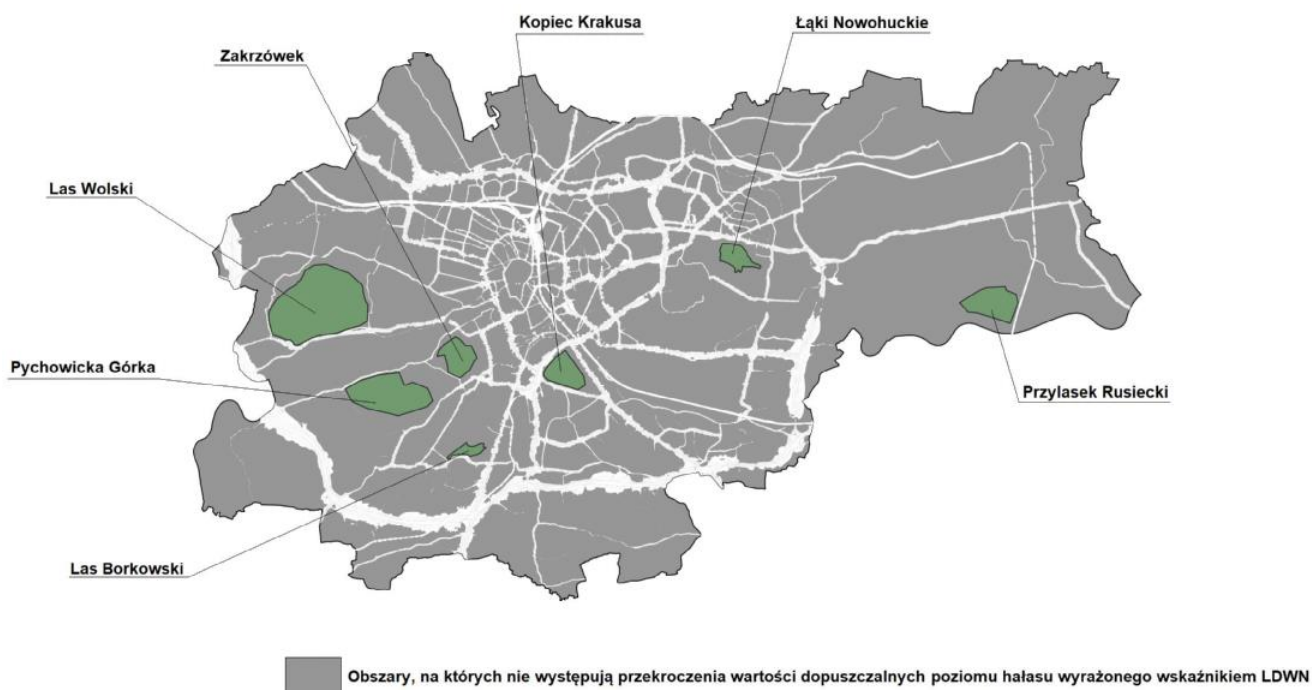 Kopiec Krakusa
Łąki Nowohuckie
Zakrzówek
Las Wolski
Pychowicka Górka
Przylasek Rusiecki
Las Borkowski
Obszary, na których nie występują przekroczenia wartości dopuszczalnych poziomu hałasu wyrażonego wskaźnikiem LDWN